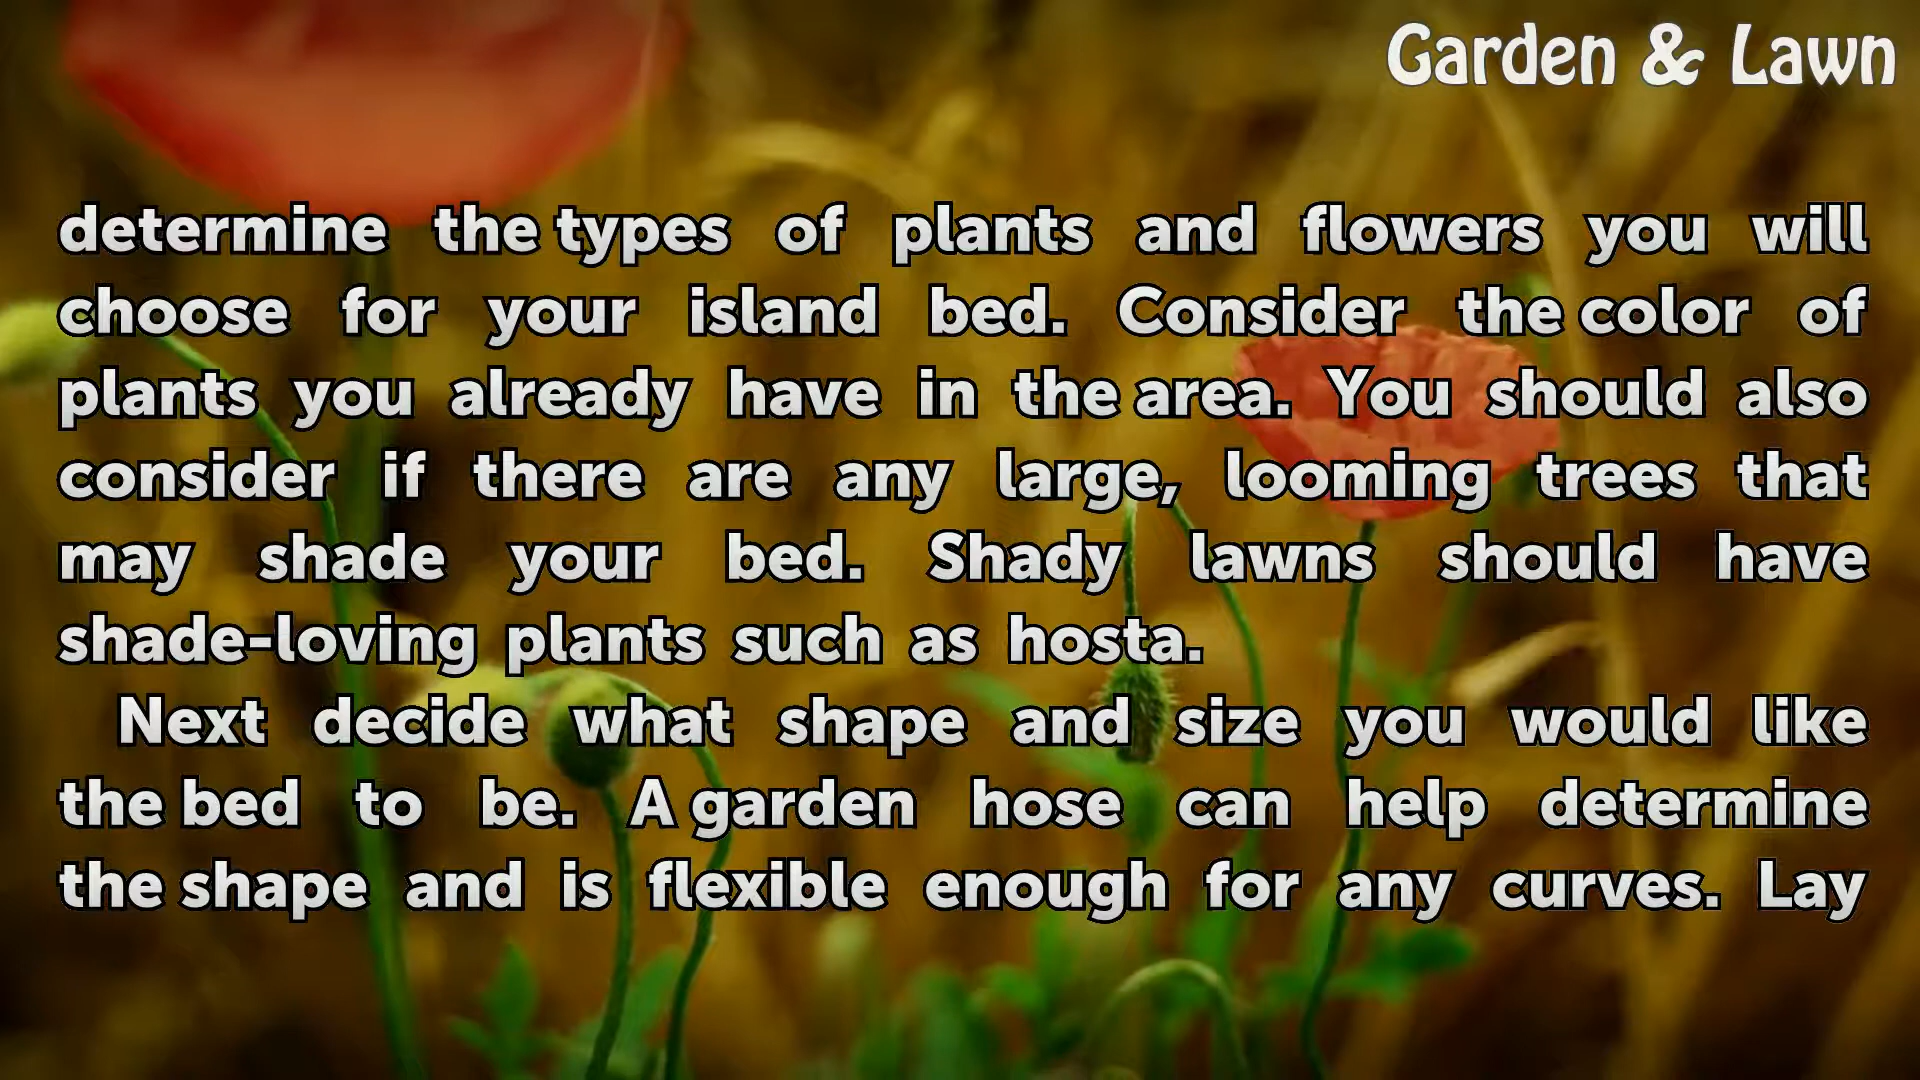 Garden & Lawn
determine the types of plants and flowers you will
choose for your island bed. Consider the color of
plants you already have in the area. You should also
consider if there are any large, looming trees that
may shade your bed. Shady lawns should have
shade-loving plants such as hosta.
Next decide what shape and size you would like
the bed to be. A garden hose can help determine
the shape and is flexible enough for any curves. Lay